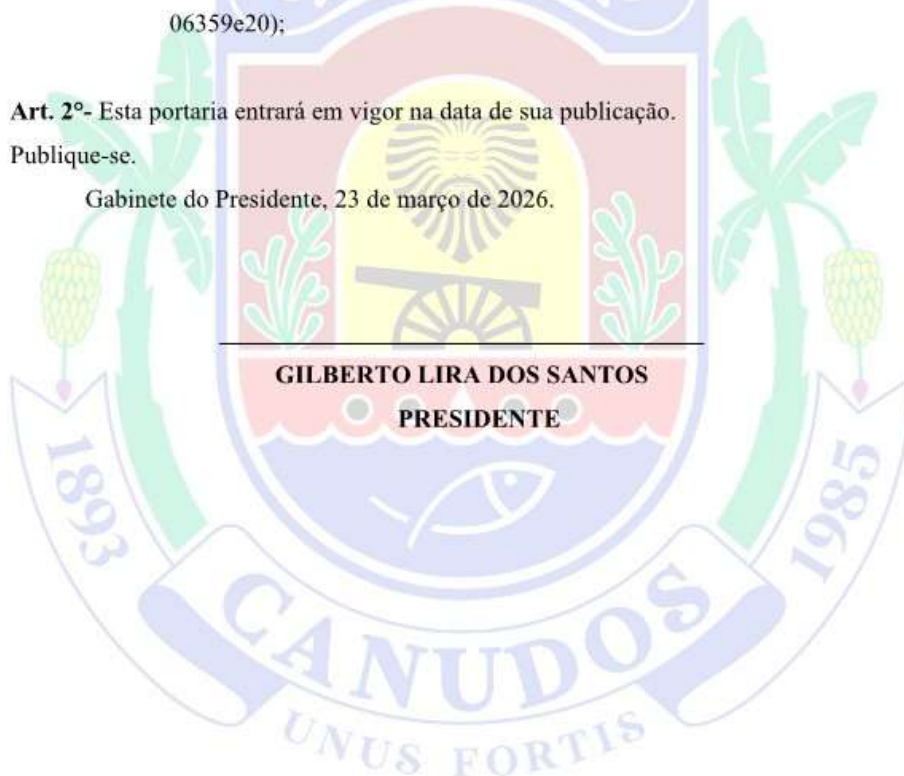 06359e20);
Art. 2º- Esta portaria entrará em vigor na data de sua publicação.
Publique-se.
Gabinete do Presidente, 23 de março de 2026.
GILBERTO LIRA DOS SANTOS
PRESIDENTE
1893
1985
CANUDOS
UNUS FORTIS